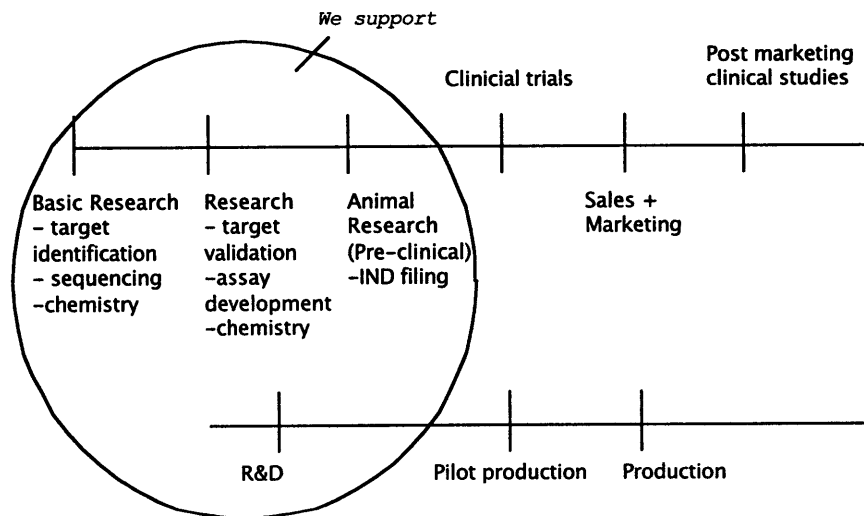 We support
Clinicial trials
Post marketing
clinical studies
Basic Research
– target
identification
– sequencing
–chemistry
Research
– target
validation
–assay
development
–chemistry
Animal
Research
(Pre-clinical)
–IND filing
Sales +
Marketing
R&D
Pilot production
Production